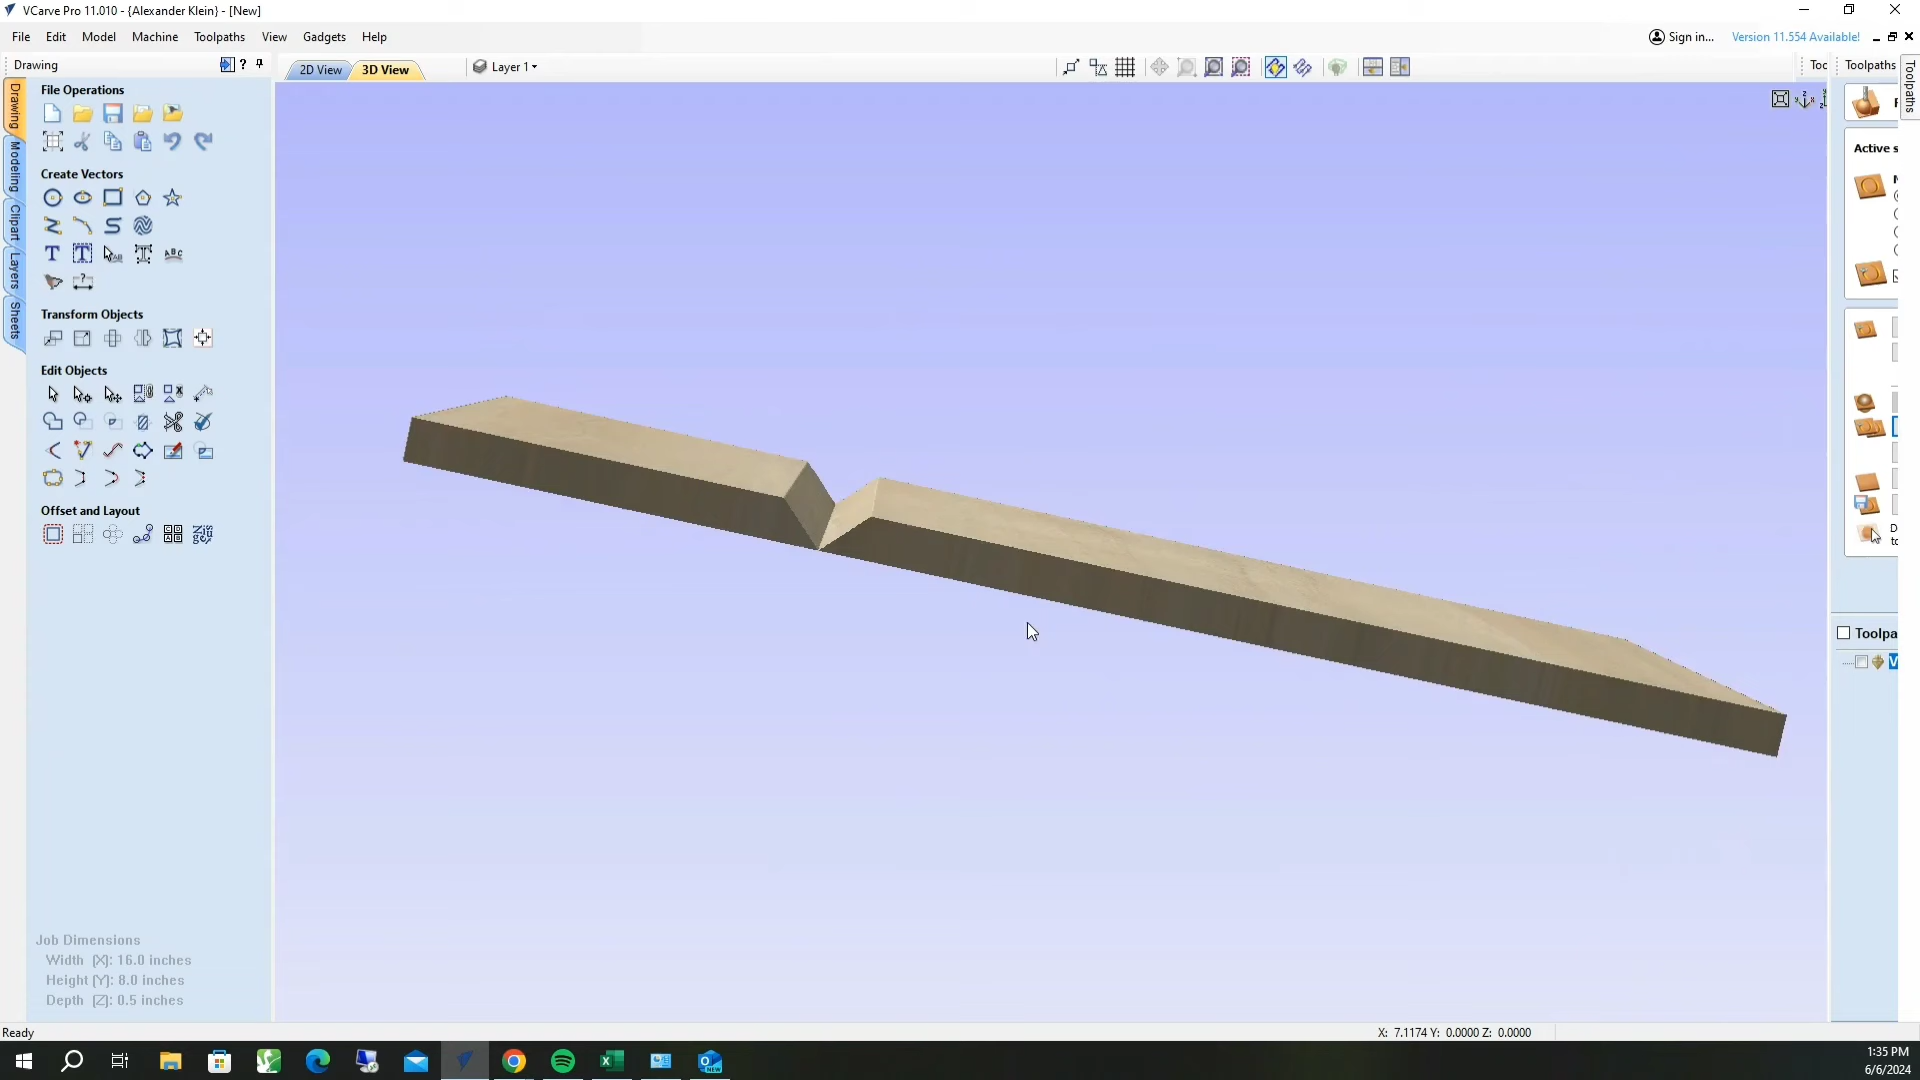 VCarve Pro 11.010 - {Alexander Klein} - [New]
File Edit Model Machine Toolpaths View Gadgets Help
Sign in... Version 11.554 Available!
Drawing
2D View 3D View Layer 1
Toolpaths
Drawing
Modeling
Clipart
Layers
Sheets
File Operations
Create Vectors
Transform Objects
Edit Objects
Offset and Layout
Job Dimensions
Width (X): 16.0 inches
Height (Y): 8.0 inches
Depth (Z): 0.5 inches
Toolpaths
Active s
Toolpa
V
Ready
X: 7.1174 Y: 0.0000 Z: 0.0000
1:35 PM
6/6/2024